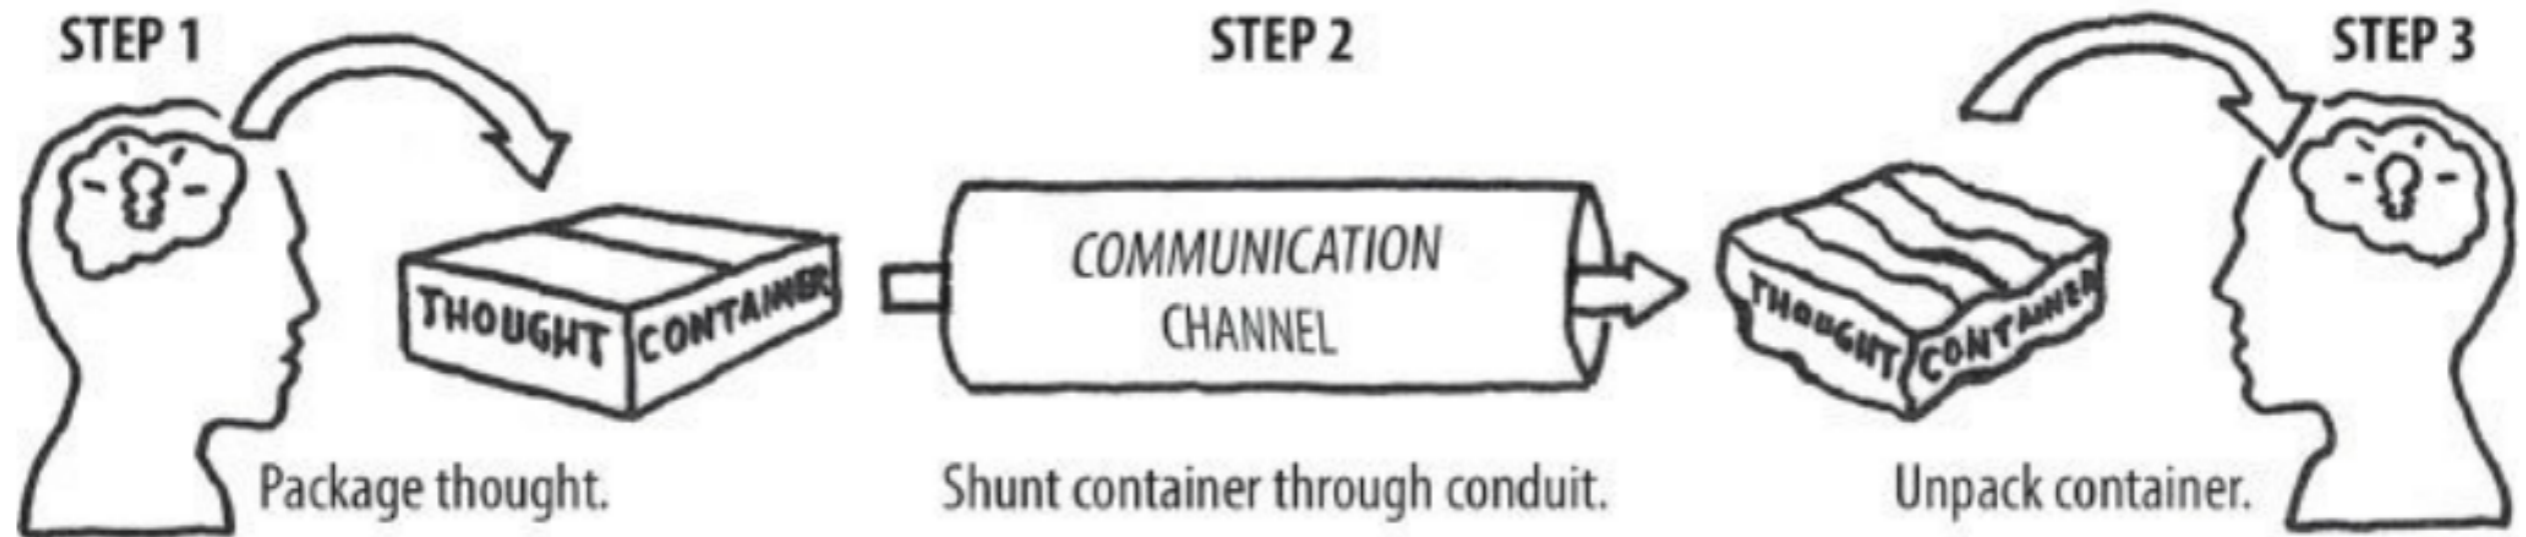 STEP 1
STEP 2
STEP 3
THOUGHT CONTAINER
COMMUNICATION
CHANNEL
THOUGHT CONTAINER
Package thought.
Shunt container through conduit.
Unpack container.